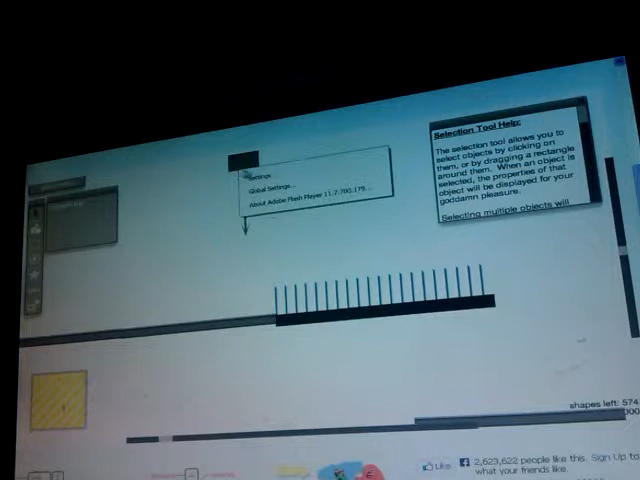 Selection Tool Help:
The selection tool allows you to
select objects by clicking on
them, or by dragging a rectangle
around them. When an object is
selected, the properties of that
object will be displayed for your
goddamn pleasure.
Selecting multiple objects will
Settings
Global Settings...
About Adobe Flash Player 11.7.700.179...
shapes left: 574
Like
2,623,622 people like this. Sign Up to
what your friends like.